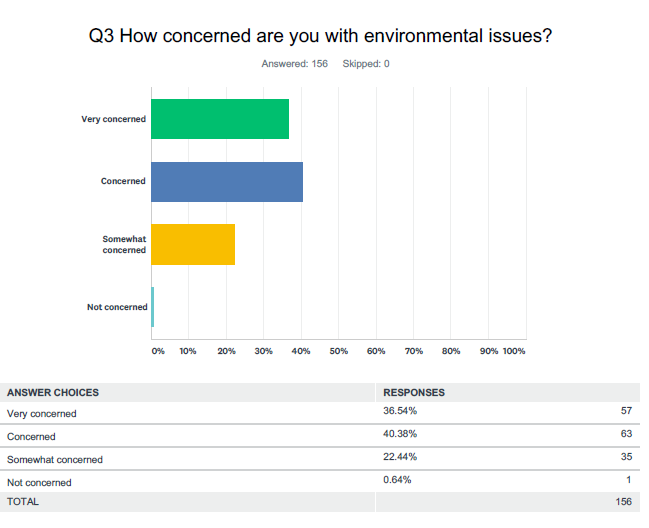 Q3 How concerned are you with environmental issues?
Answered: 156 Skipped: 0
Very concerned
Concerned
Somewhat
concerned
Not concerned
0% 10% 20% 30% 40% 50% 60% 70% 80% 90% 100%
ANSWER CHOICES RESPONSES
Very concerned 36.54% 57
Concerned 40.38% 63
Somewhat concerned 22.44% 35
Not concerned 0.64% 1
TOTAL 156